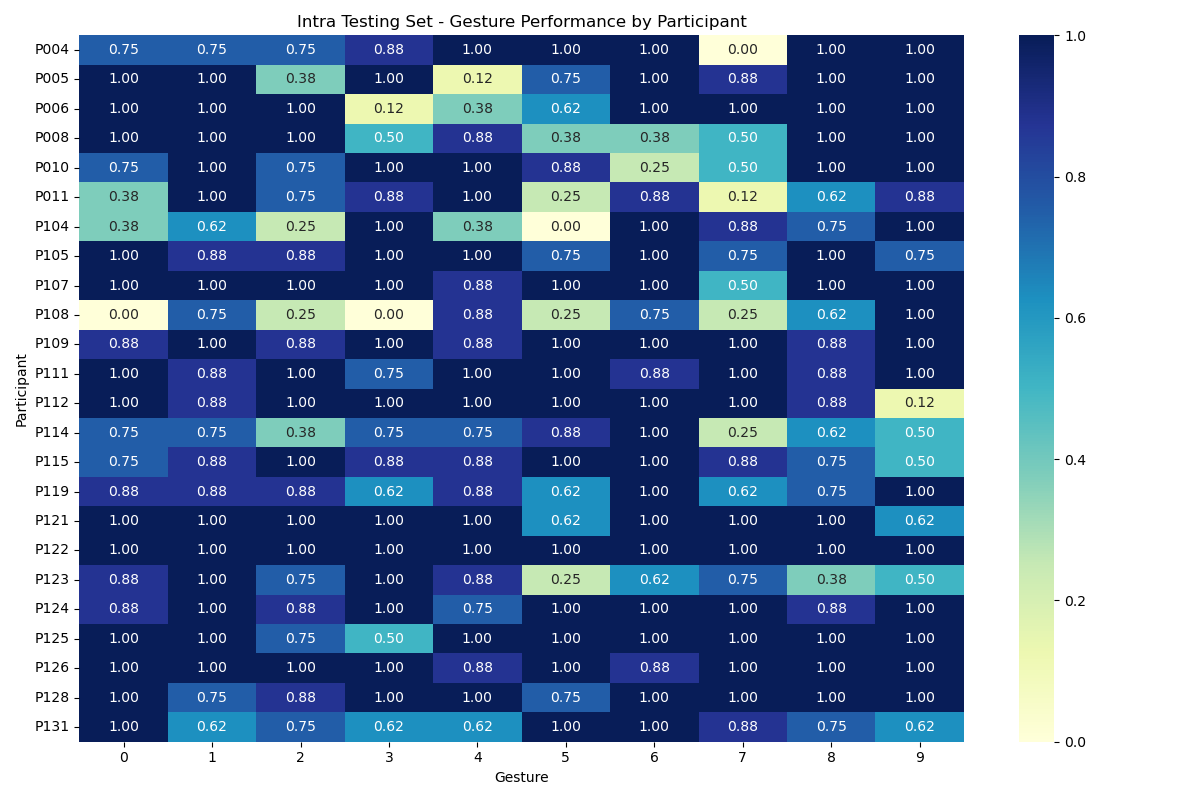 Intra Testing Set - Gesture Performance by Participant
Participant
P004 0.75 0.75 0.75 0.88 1.00 1.00 1.00 0.00 1.00 1.00
P005 1.00 1.00 0.38 1.00 0.12 0.75 1.00 0.88 1.00 1.00
P006 1.00 1.00 1.00 0.12 0.38 0.62 1.00 1.00 1.00 1.00
P008 1.00 1.00 1.00 0.50 0.88 0.38 0.38 0.50 1.00 1.00
P010 0.75 1.00 0.75 1.00 1.00 0.88 0.25 0.50 1.00 1.00
P011 0.38 1.00 0.75 0.88 1.00 0.25 0.88 0.12 0.62 0.88
P104 0.38 0.62 0.25 1.00 0.38 0.00 1.00 0.88 0.75 1.00
P105 1.00 0.88 0.88 1.00 1.00 0.75 1.00 0.75 1.00 0.75
P107 1.00 1.00 1.00 1.00 0.88 1.00 1.00 0.50 1.00 1.00
P108 0.00 0.75 0.25 0.00 0.88 0.25 0.75 0.25 0.62 1.00
P109 0.88 1.00 0.88 1.00 0.88 1.00 1.00 1.00 0.88 1.00
P111 1.00 0.88 1.00 0.75 1.00 1.00 0.88 1.00 0.88 1.00
P112 1.00 0.88 1.00 1.00 1.00 1.00 1.00 1.00 0.88 0.12
P114 0.75 0.75 0.38 0.75 0.75 0.88 1.00 0.25 0.62 0.50
P115 0.75 0.88 1.00 0.88 0.88 1.00 1.00 0.88 0.75 0.50
P119 0.88 0.88 0.88 0.62 0.88 0.62 1.00 0.62 0.75 1.00
P121 1.00 1.00 1.00 1.00 1.00 0.62 1.00 1.00 1.00 0.62
P122 1.00 1.00 1.00 1.00 1.00 1.00 1.00 1.00 1.00 1.00
P123 0.88 1.00 0.75 1.00 0.88 0.25 0.62 0.75 0.38 0.50
P124 0.88 1.00 0.88 1.00 0.75 1.00 1.00 1.00 0.88 1.00
P125 1.00 1.00 0.75 0.50 1.00 1.00 1.00 1.00 1.00 1.00
P126 1.00 1.00 1.00 1.00 0.88 1.00 0.88 1.00 1.00 1.00
P128 1.00 0.75 0.88 1.00 1.00 0.75 1.00 1.00 1.00 1.00
P131 1.00 0.62 0.75 0.62 0.62 1.00 1.00 0.88 0.75 0.62
0 1 2 3 4 5 6 7 8 9
Gesture
1.0
0.8
0.6
0.4
0.2
0.0